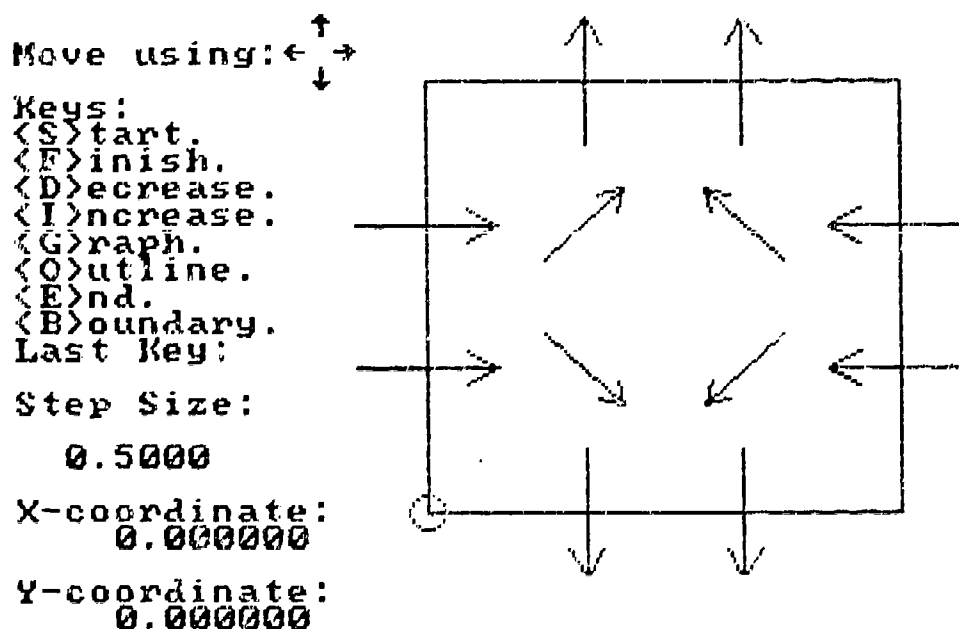 Move using:← ↑ ↓ →
Keys:
<S>tart.
<F>inish.
<D>ecrease.
<I>ncrease.
<G>raph.
<O>utline.
<E>nd.
<B>oundary.
Last Key:
Step Size:
0.5000
X-coordinate:
0.000000
Y-coordinate:
0.000000